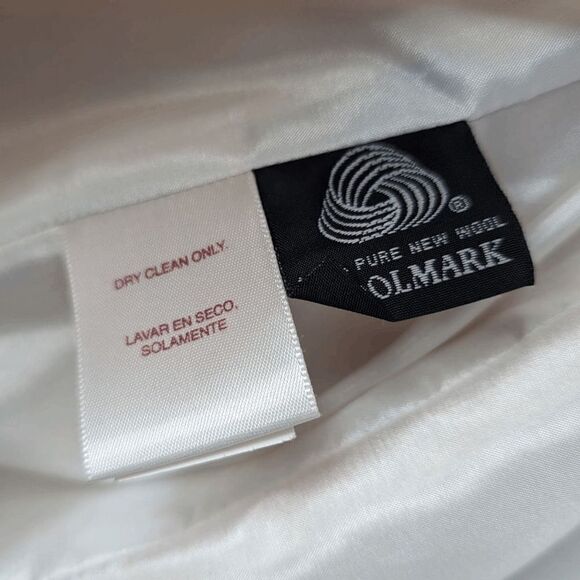 DRY CLEAN ONLY.
LAVAR EN SECO,
SOLAMENTE
®
PURE NEW WOOL
OLMARK